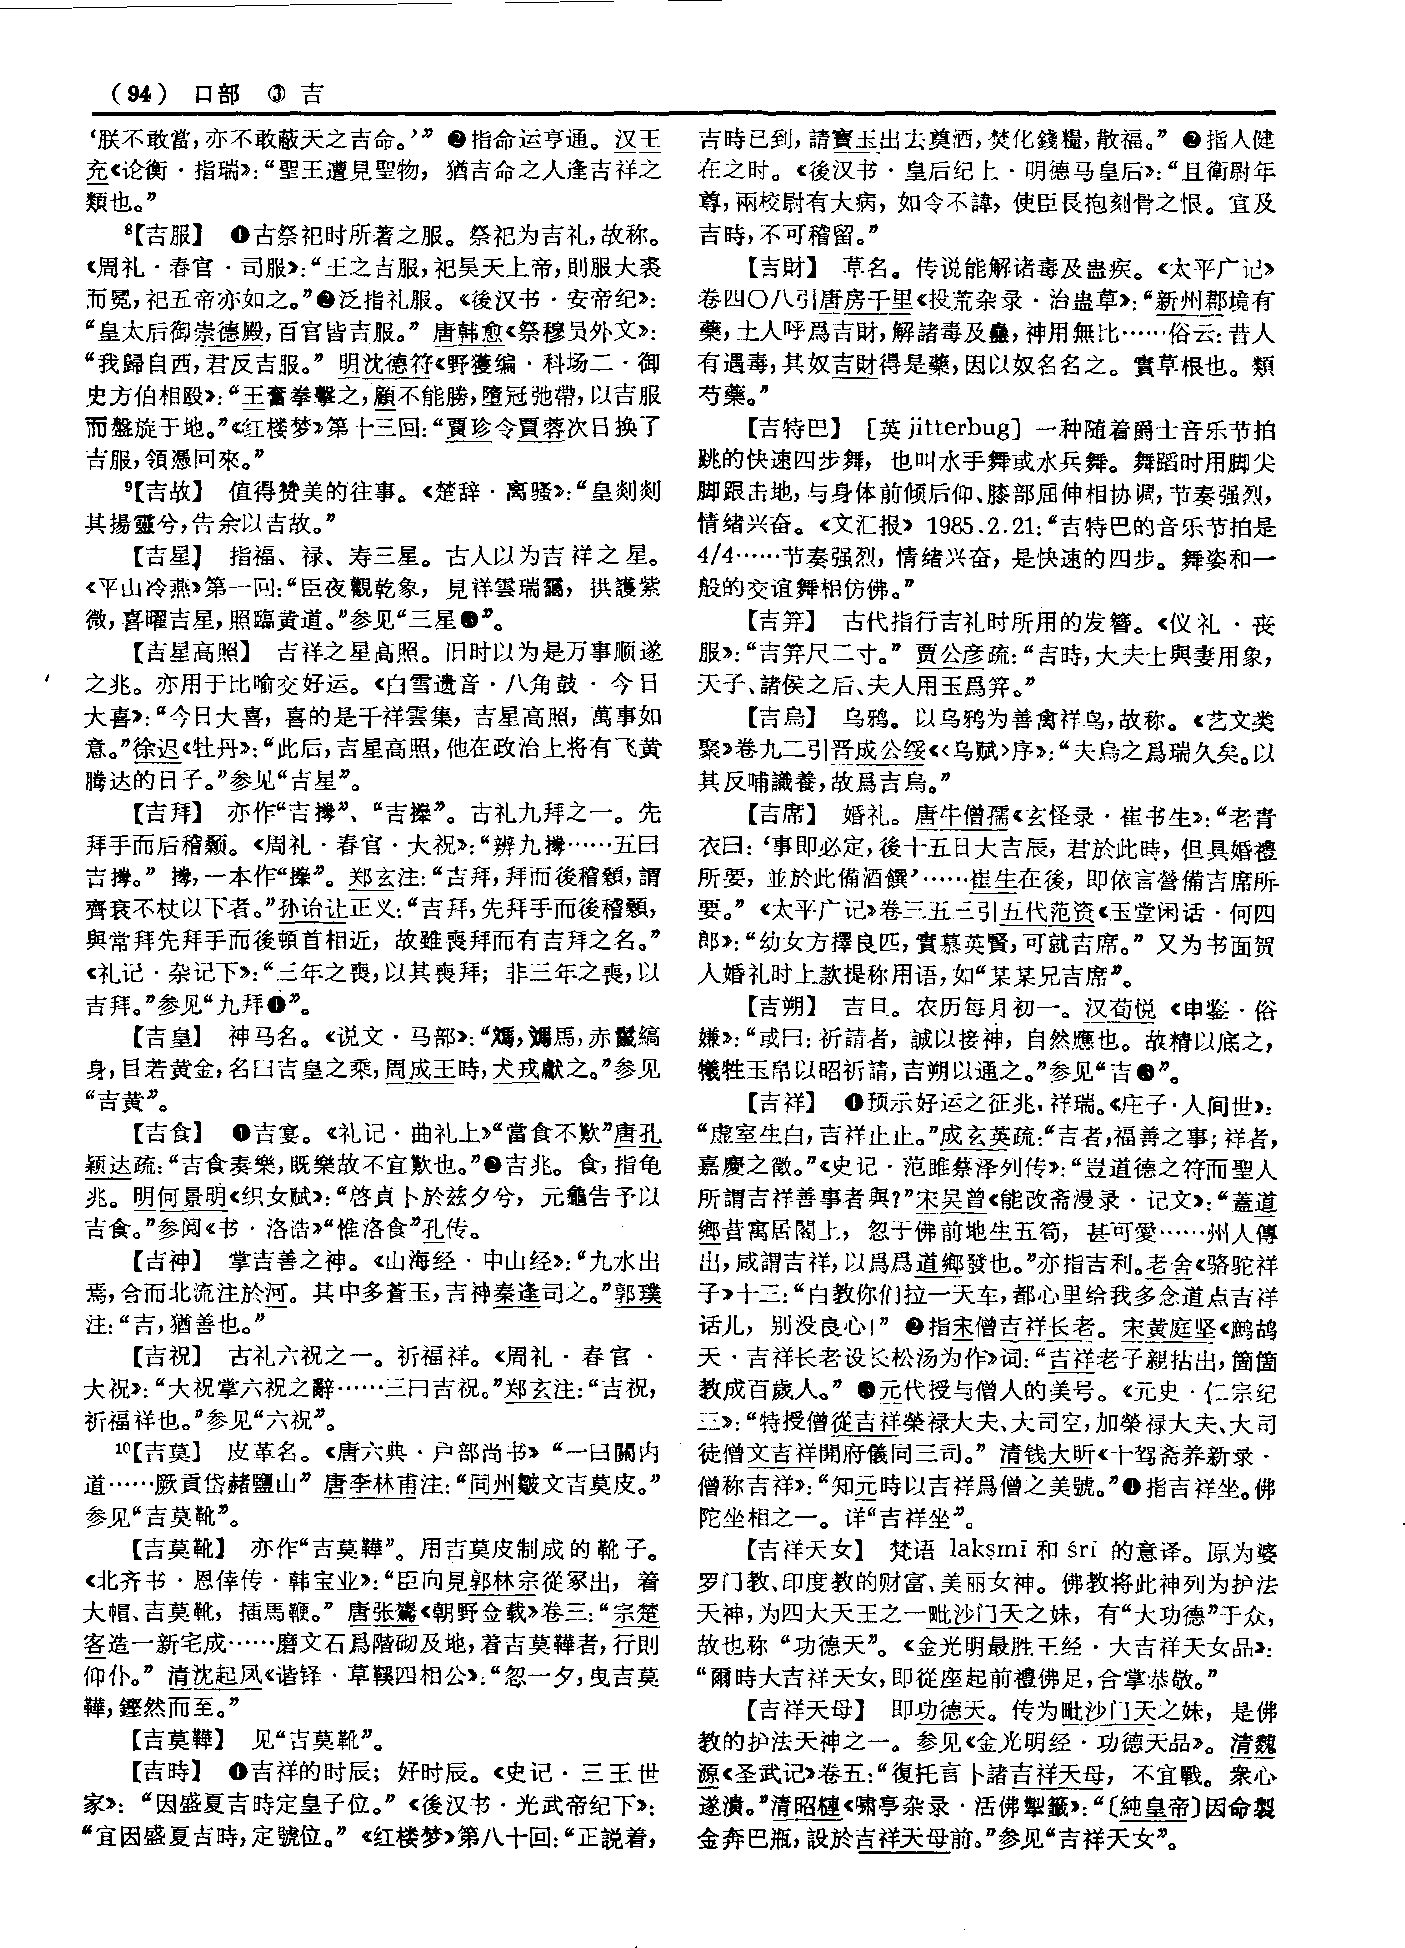 （94） 口部 ③ 吉
‘朕不敢當，亦不敢蔽天之吉命。’” ❷指命运亨通。汉王
充《论衡·指瑞》：“聖王遭見聖物，猶吉命之人逢吉祥之
類也。”
8【吉服】 ❶古祭祀时所著之服。祭祀为吉礼，故称。
《周礼·春官·司服》：“王之吉服，祀昊天上帝，則服大裘
而冕，祀五帝亦如之。”❷泛指礼服。《後汉书·安帝纪》：
“皇太后御崇德殿，百官皆吉服。” 唐韩愈《祭穆员外文》：
“我歸自西，君反吉服。” 明沈德符《野獲编·科场二·御
史方伯相殴》：“王奮拳擊之，顧不能勝，墮冠弛帶，以吉服
而盤旋于地。”《红楼梦》第十三回：“賈珍令賈蓉次日换了
吉服，領憑回來。”
9【吉故】 值得赞美的往事。《楚辞·离骚》：“皇剡剡
其揚靈兮，告余以吉故。”
【吉星】 指福、禄、寿三星。古人以为吉祥之星。
《平山冷燕》第一回：“臣夜觀乾象，見祥雲瑞靄，拱護紫
微，喜曜吉星，照臨黄道。”参见“三星❸”。
【吉星高照】 吉祥之星高照。旧时以为是万事顺遂
之兆。亦用于比喻交好运。《白雪遗音·八角鼓·今日
大喜》：“今日大喜，喜的是千祥雲集，吉星高照，萬事如
意。”徐迟《牡丹》：“此后，吉星高照，他在政治上将有飞黄
腾达的日子。”参见“吉星”。
【吉拜】 亦作“吉𢷎”、“吉𢳎”。古礼九拜之一。先
拜手而后稽颡。《周礼·春官·大祝》：“辨九𢷎……五曰
吉𢷎。” 𢷎，一本作“𢳎”。郑玄注：“吉拜，拜而後稽顙，謂
齊衰不杖以下者。”孙诒让正义：“吉拜，先拜手而後稽顙，
與常拜先拜手而後頓首相近，故雖喪拜而有吉拜之名。”
《礼记·杂记下》：“三年之喪，以其喪拜；非三年之喪，以
吉拜。”参见“九拜❶”。
【吉皇】 神马名。《说文·马部》：“馮，馮馬，赤鬣縞
身，目若黄金，名曰吉皇之乘，周成王時，犬戎獻之。”参见
“吉黄”。
【吉食】 ❶吉宴。《礼记·曲礼上》“當食不歎”唐孔
颖达疏：“吉食奏樂，既樂故不宜歎也。”❷吉兆。食，指龟
兆。明何景明《织女赋》：“啓貞卜於兹夕兮，元龜告予以
吉食。”参阅《书·洛诰》“惟洛食”孔传。
【吉神】 掌吉善之神。《山海经·中山经》：“九水出
焉，合而北流注於河。其中多蒼玉，吉神泰逢司之。”郭璞
注：“吉，猶善也。”
【吉祝】 古礼六祝之一。祈福祥。《周礼·春官·
大祝》：“大祝掌六祝之辭……三曰吉祝。”郑玄注：“吉祝，
祈福祥也。”参见“六祝”。
10【吉莫】 皮革名。《唐六典·户部尚书》“一曰關内
道……厥貢岱赭鹽山” 唐李林甫注：“同州皺文吉莫皮。”
参见“吉莫靴”。
【吉莫靴】 亦作“吉莫鞾”。用吉莫皮制成的靴子。
《北齐书·恩倖传·韩宝业》：“臣向見郭林宗從冢出，着
大帽、吉莫靴，插馬鞭。” 唐张鷟《朝野佥载》卷三：“宗楚
客造一新宅成……磨文石爲階砌及地，着吉莫鞾者，行則
仰仆。” 清沈起凤《谐铎·草鞵四相公》：“忽一夕，曳吉莫
鞾，鏗然而至。”
【吉莫鞾】 见“吉莫靴”。
【吉時】 ❶吉祥的时辰；好时辰。《史记·三王世
家》：“因盛夏吉時定皇子位。”《後汉书·光武帝纪下》：
“宜因盛夏吉時，定號位。”《红楼梦》第八十回：“正説着，
吉時已到，請寶玉出去奠酒，焚化錢糧，散福。” ❷指人健
在之时。《後汉书·皇后纪上·明德马皇后》：“且衛尉年
尊，兩校尉有大病，如令不諱，使臣長抱刻骨之恨。宜及
吉時，不可稽留。”
【吉財】 草名。传说能解诸毒及蛊疾。《太平广记》
卷四〇八引唐房千里《投荒杂录·治蛊草》：“新州郡境有
藥，土人呼爲吉財，解諸毒及蠱，神用無比……俗云：昔人
有遇毒，其奴吉財得是藥，因以奴名名之。實草根也。類
芍藥。”
【吉特巴】 [英 jitterbug] 一种随着爵士音乐节拍
跳的快速四步舞，也叫水手舞或水兵舞。舞蹈时用脚尖
脚跟击地，与身体前倾后仰、膝部屈伸相协调，节奏强烈，
情绪兴奋。《文汇报》1985.2.21：“吉特巴的音乐节拍是
4/4……节奏强烈，情绪兴奋，是快速的四步。舞姿和一
般的交谊舞相仿佛。”
【吉笄】 古代指行吉礼时所用的发簪。《仪礼·丧
服》：“吉笄尺二寸。” 贾公彦疏：“吉時，大夫士與妻用象，
天子、諸侯之后、夫人用玉爲笄。”
【吉烏】 乌鸦。以乌鸦为善禽祥鸟，故称。《艺文类
聚》卷九二引晋成公绥《〈乌赋〉序》：“夫烏之爲瑞久矣。以
其反哺識養，故爲吉烏。”
【吉席】 婚礼。唐牛僧孺《玄怪录·崔书生》：“老青
衣曰：‘事即必定，後十五日大吉辰，君於此時，但具婚禮
所要，並於此備酒饌’……崔生在後，即依言營備吉席所
要。”《太平广记》卷三五三引五代范资《玉堂闲话·何四
郎》：“幼女方擇良匹，實慕英賢，可就吉席。” 又为书面贺
人婚礼时上款提称用语，如“某某兄吉席”。
【吉朔】 吉日。农历每月初一。汉荀悦《申鉴·俗
嫌》：“或曰：祈請者，誠以接神，自然應也。故精以底之，
犧牲玉帛以昭祈請，吉朔以通之。”参见“吉❸”。
【吉祥】 ❶预示好运之征兆，祥瑞。《庄子·人间世》：
“虚室生白，吉祥止止。”成玄英疏：“吉者，福善之事；祥者，
嘉慶之徵。”《史记·范雎蔡泽列传》：“豈道德之符而聖人
所謂吉祥善事者與？”宋吴曾《能改斋漫录·记文》：“蓋道
鄉昔寓居閣上，忽于佛前地生五筍，甚可愛……州人傳
出，咸謂吉祥，以爲爲道鄉發也。”亦指吉利。老舍《骆驼祥
子》十三：“白教你们拉一天车，都心里给我多念道点吉祥
话儿，别没良心！” ❷指宋僧吉祥长老。宋黄庭坚《鹧鸪
天·吉祥长老设长松汤为作》词：“吉祥老子親拈出，箇箇
教成百歲人。” ❸元代授与僧人的美号。《元史·仁宗纪
三》：“特授僧從吉祥榮禄大夫、大司空，加榮禄大夫、大司
徒僧文吉祥開府儀同三司。” 清钱大昕《十驾斋养新录·
僧称吉祥》：“知元時以吉祥爲僧之美號。”❹指吉祥坐。佛
陀坐相之一。详“吉祥坐”。
【吉祥天女】 梵语 lakṣmī 和 śrī 的意译。原为婆
罗门教、印度教的财富、美丽女神。佛教将此神列为护法
天神，为四大天王之一毗沙门天之妹，有“大功德”于众，
故也称“功德天”。《金光明最胜王经·大吉祥天女品》：
“爾時大吉祥天女，即從座起前禮佛足，合掌恭敬。”
【吉祥天母】 即功德天。传为毗沙门天之妹，是佛
教的护法天神之一。参见《金光明经·功德天品》。清魏
源《圣武记》卷五：“復托言卜諸吉祥天母，不宜戰。衆心
遂潰。”清昭槤《啸亭杂录·活佛掣籤》：“〔純皇帝〕因命製
金奔巴瓶，設於吉祥天母前。”参见“吉祥天女”。